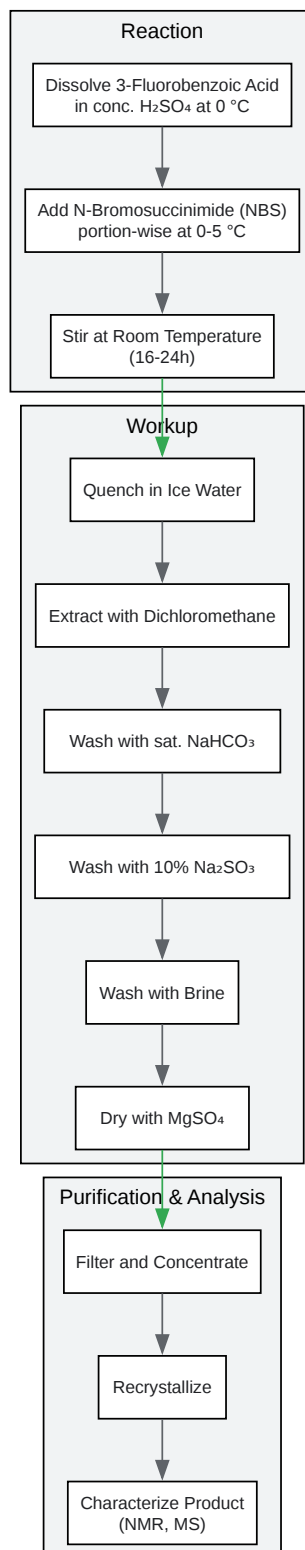 Reaction
Dissolve 3-Fluorobenzoic Acid
in conc. H₂SO₄ at 0 °C
Add N-Bromosuccinimide (NBS)
portion-wise at 0-5 °C
Stir at Room Temperature
(16-24h)
Workup
Quench in Ice Water
Extract with Dichloromethane
Wash with sat. NaHCO₃
Wash with 10% Na₂SO₃
Wash with Brine
Dry with MgSO₄
Purification & Analysis
Filter and Concentrate
Recrystallize
Characterize Product
(NMR, MS)